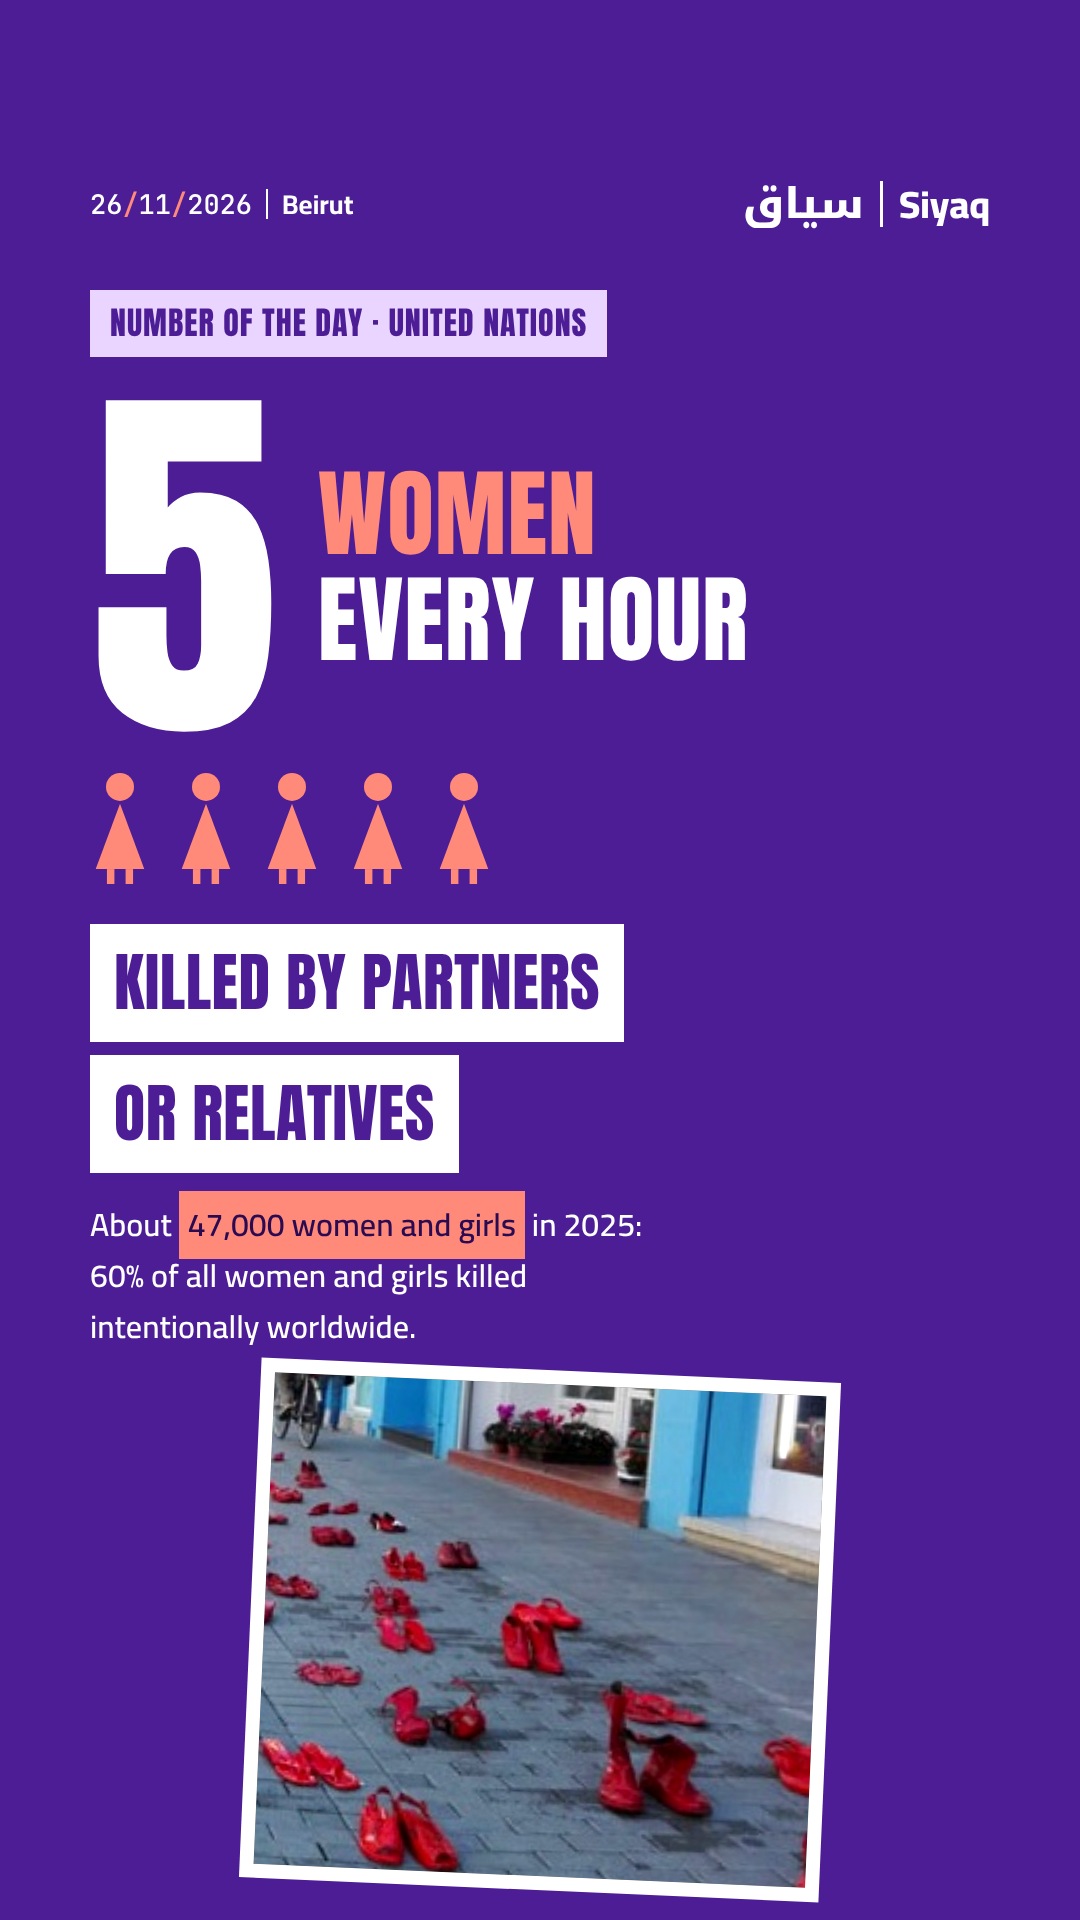 26/11/2026 | Beirut
سياق | Siyaq
NUMBER OF THE DAY · UNITED NATIONS
5
WOMEN
EVERY HOUR
KILLED BY PARTNERS
OR RELATIVES
About 47,000 women and girls in 2025:
60% of all women and girls killed
intentionally worldwide.